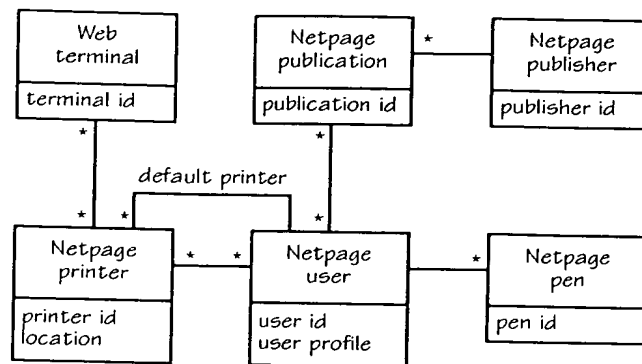 Web
terminal
terminal id
Netpage
publication
publication id
Netpage
publisher
publisher id
*
*
*
*
*
default printer
*
*
Netpage
printer
printer id
location
*
*
Netpage
user
user id
user profile
*
Netpage
pen
pen id